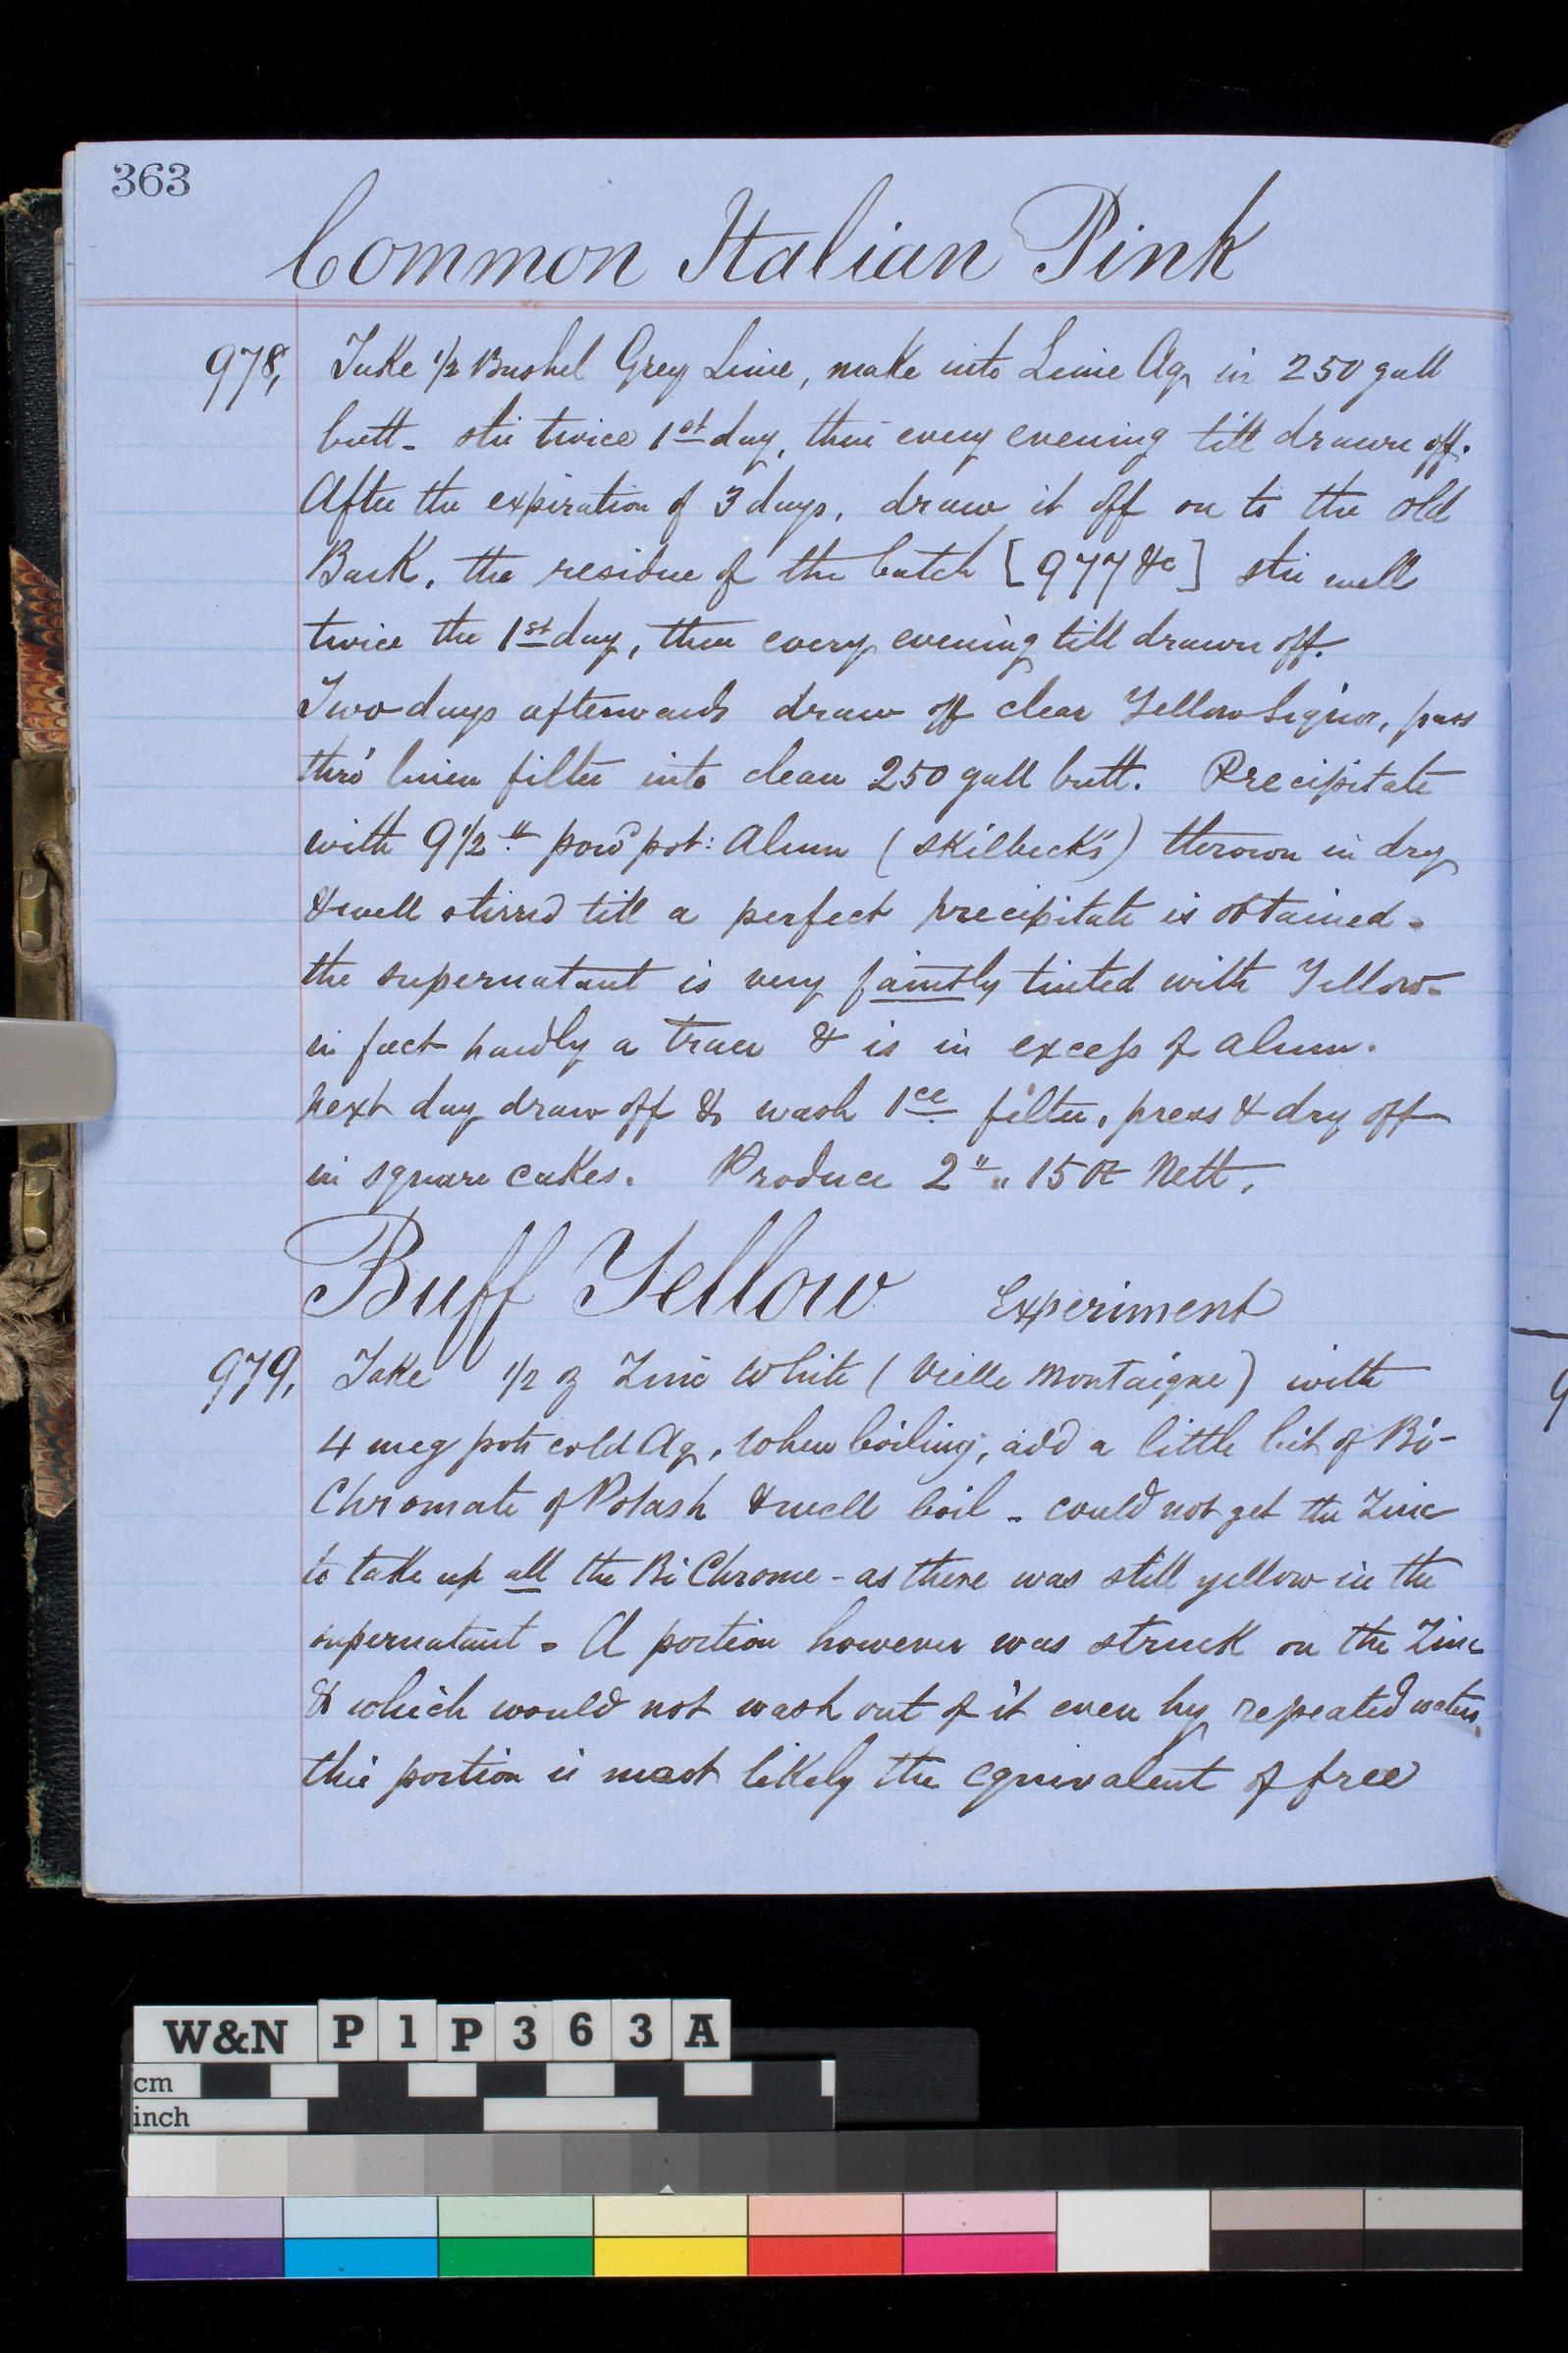 363
Common Italian Pink
978, Take 1/2 Bushel Grey Lime, make into Lime Aq, in 250 gall
butt - stir twice 1st day, then every evening till drawn off.
After the expiration of 3 days, draw it off on to the old
Bark, the residue of the batch [977 &c] stir well
twice the 1st day, then every evening till drawn off.
Two days afterwards draw off clear Yellow Liquor, pass
thro' linen filter into clean 250 gall butt. Precipitate
with 9 1/2 " powd pot: Alum (Skilbeck's) thrown in dry
& well stirred till a perfect precipitate is obtained -
the supernatant is very faintly tinted with Yellow -
in fact hardly a trace & is in excess of alum.
Next day draw off & wash 1ce filter, press & dry off
in square cakes. Produce 2 " " 15 oz Nett.
Buff Yellow Experiment
979, Take 1/2 oz Zinc White (Vielle Montaigne) with
4 meg pots cold Aq, when boiling, add a little bit of Bi-
Chromate of Potash & well boil - could not get the Zinc
to take up all the Bi Chrome - as there was still yellow in the
supernatant - A portion however was struck on the Zinc
& which would not wash out of it even by repeated waters,
this portion is most likely the equivalent of free
W&N P1P363A
cm
inch